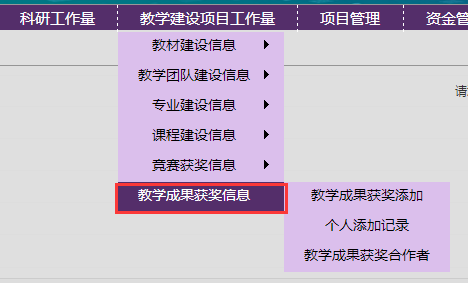 科研工作量 教学建设项目工作量 项目管理 资金管
请
教材建设信息
教学团队建设信息
专业建设信息
课程建设信息
竞赛获奖信息
教学成果获奖信息
教学成果获奖添加
个人添加记录
教学成果获奖合作者